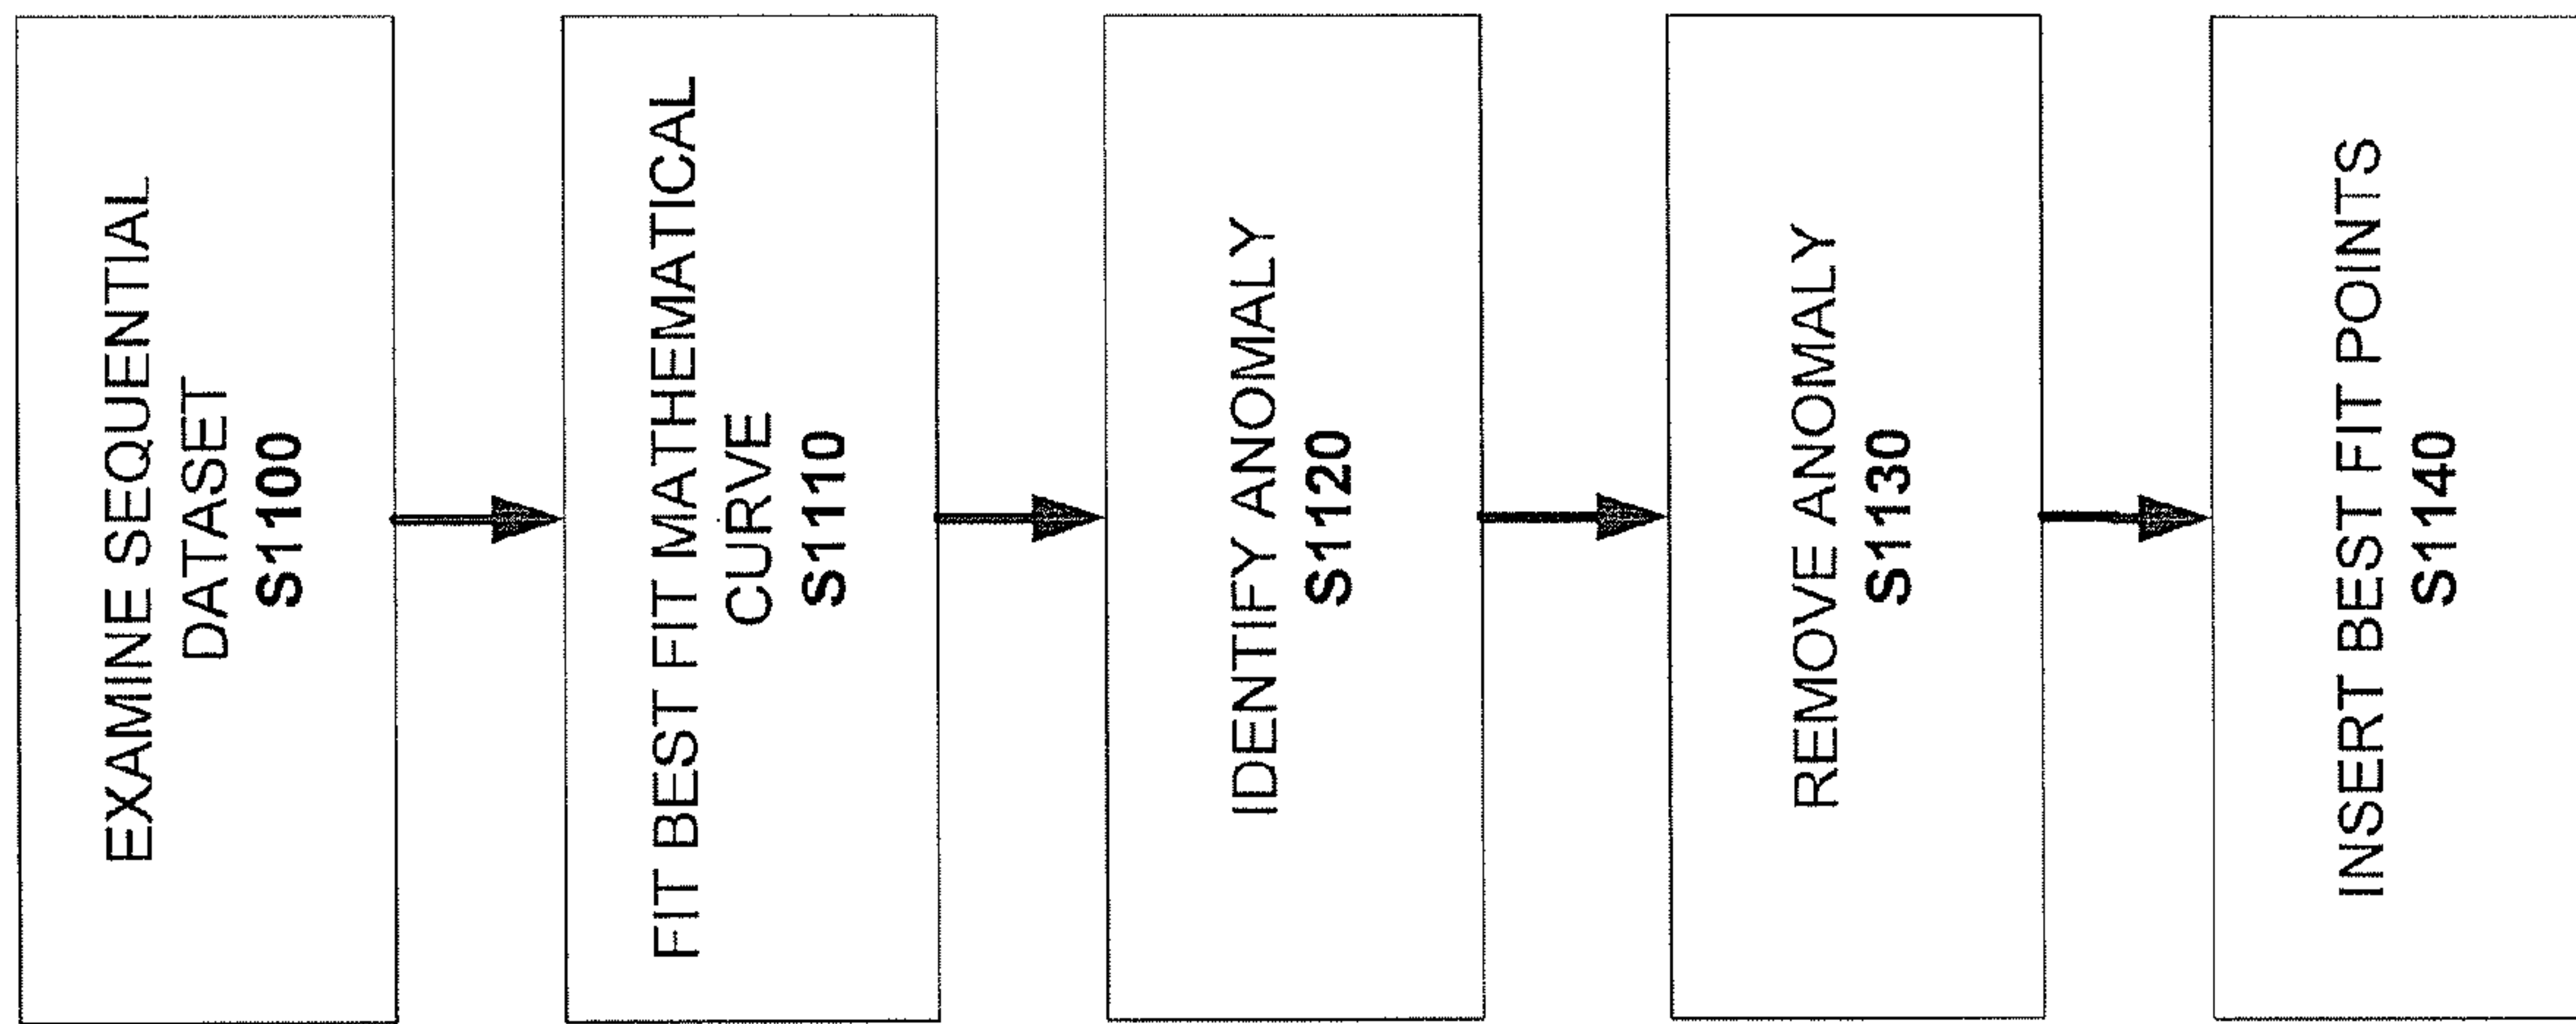 EXAMINE SEQUENTIAL
DATASET
S1100
FIT BEST FIT MATHEMATICAL
CURVE
S1110
IDENTIFY ANOMALY
S1120
REMOVE ANOMALY
S1130
INSERT BEST FIT POINTS
S1140